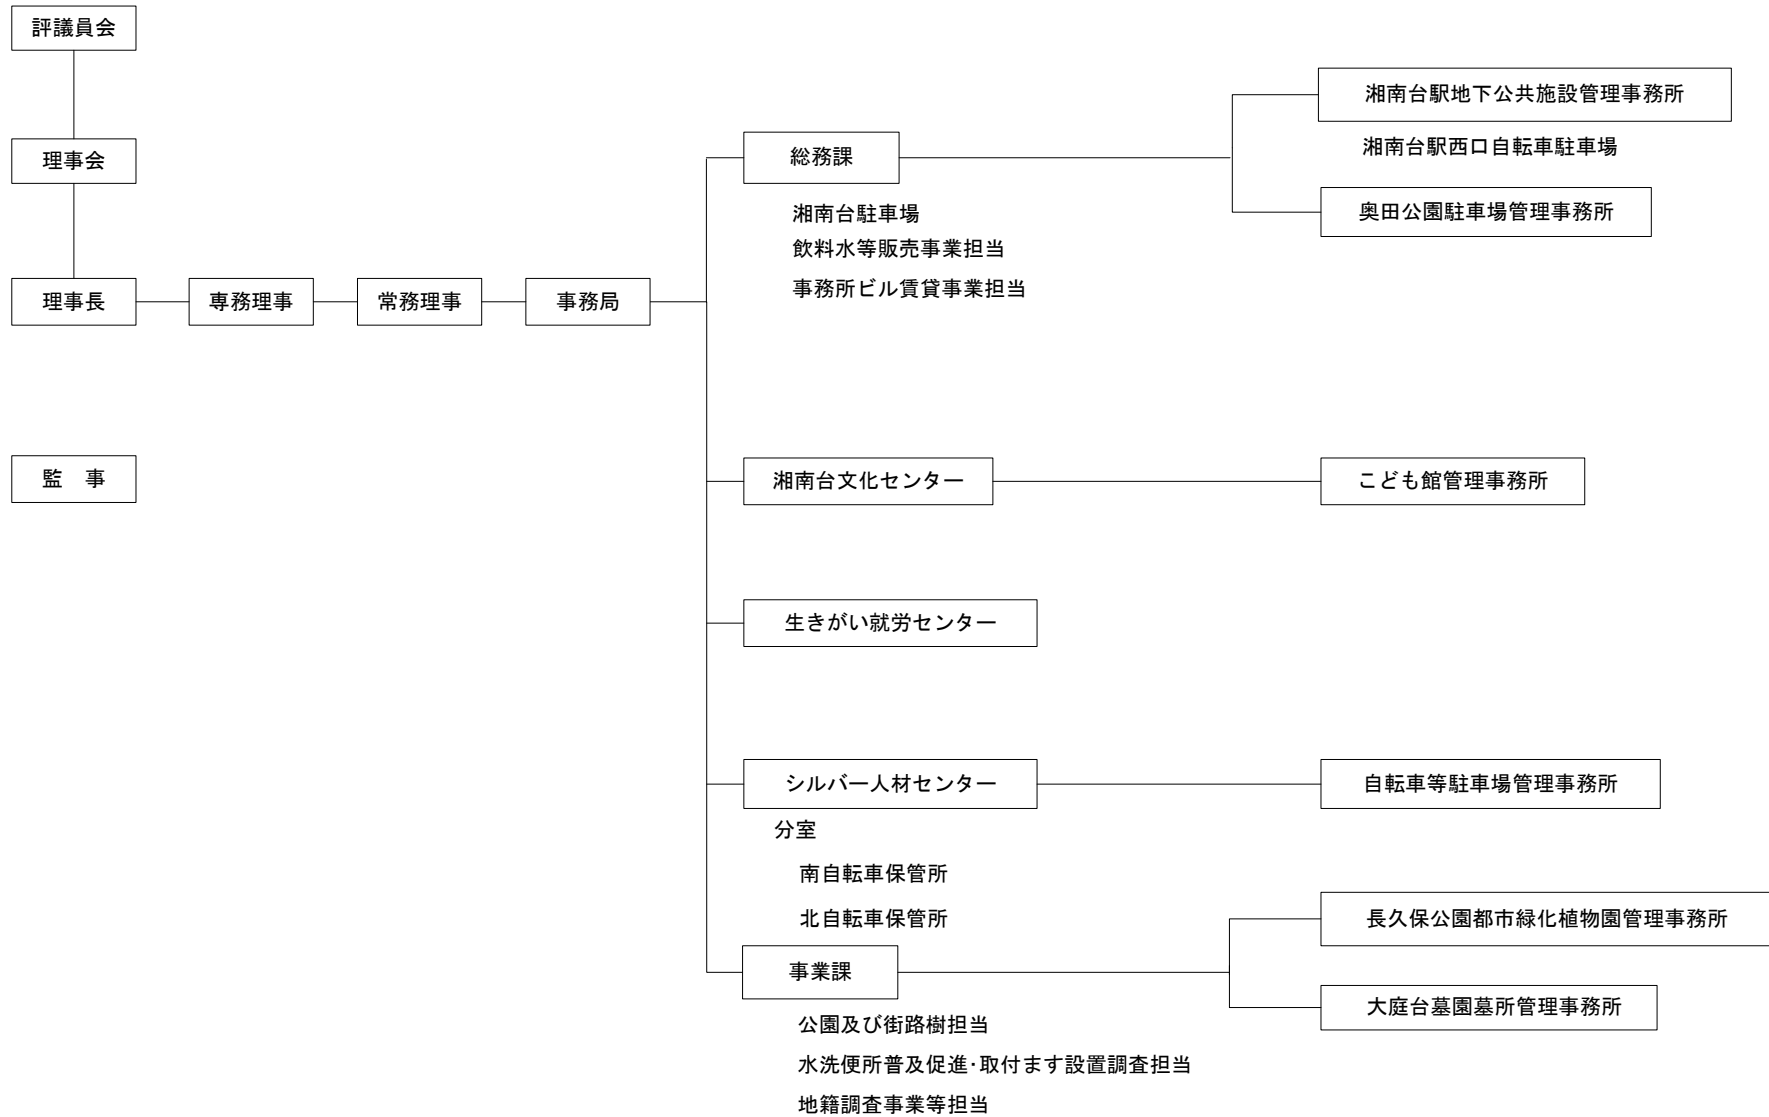 評議員会
理事会
理事長
専務理事
常務理事
事務局
監　事
総務課
湘南台駐車場
飲料水等販売事業担当
事務所ビル賃貸事業担当
湘南台駅地下公共施設管理事務所
湘南台駅西口自転車駐車場
奥田公園駐車場管理事務所
湘南台文化センター
こども館管理事務所
生きがい就労センター
シルバー人材センター
分室
南自転車保管所
北自転車保管所
自転車等駐車場管理事務所
事業課
公園及び街路樹担当
水洗便所普及促進･取付ます設置調査担当
地籍調査事業等担当
長久保公園都市緑化植物園管理事務所
大庭台墓園墓所管理事務所